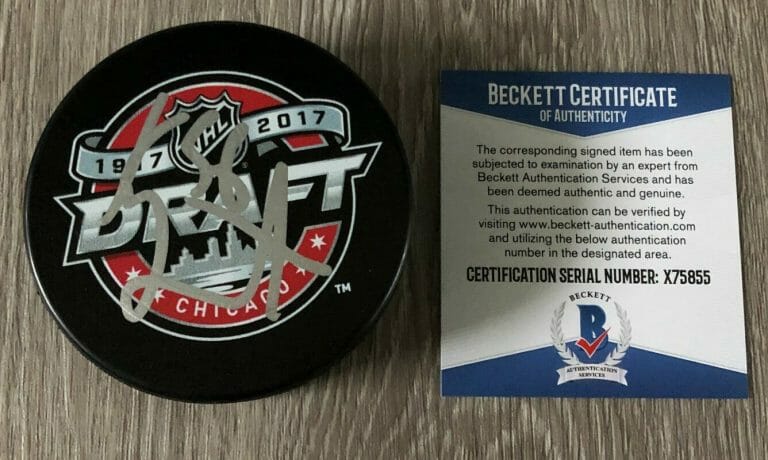 NHL
2017
DRAFT
CHICAGO
TM
BECKETT CERTIFICATE
OF AUTHENTICITY
The corresponding signed item has been
subjected to examination by an expert from
Beckett Authentication Services and has
been deemed authentic and genuine.
This authentication can be verified by
visiting www.beckett-authentication.com
and utilizing the below authentication
number in the designated area.
CERTIFICATION SERIAL NUMBER: X75855
BECKETT
B
AUTHENTICATION
SERVICES